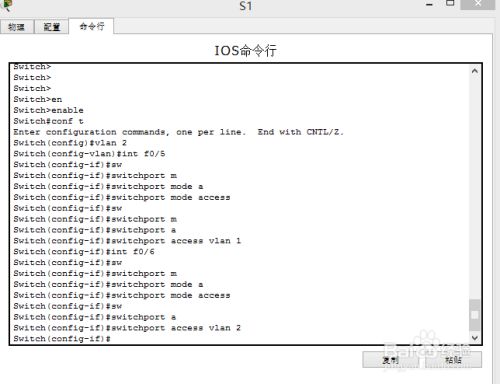 S1
物理 配置 命令行
IOS命令行
Switch>
Switch>
Switch>
Switch>en
Switch>enable
Switch#conf t
Enter configuration commands, one per line.  End with CNTL/Z.
Switch(config)#vlan 2
Switch(config-vlan)#int f0/5
Switch(config-if)#sw
Switch(config-if)#switchport m
Switch(config-if)#switchport mode a
Switch(config-if)#switchport mode access
Switch(config-if)#sw
Switch(config-if)#switchport m
Switch(config-if)#switchport a
Switch(config-if)#switchport access vlan 1
Switch(config-if)#int f0/6
Switch(config-if)#sw
Switch(config-if)#switchport m
Switch(config-if)#switchport mode a
Switch(config-if)#switchport mode access
Switch(config-if)#sw
Switch(config-if)#switchport a
Switch(config-if)#switchport access vlan 2
Switch(config-if)#
复制 粘贴